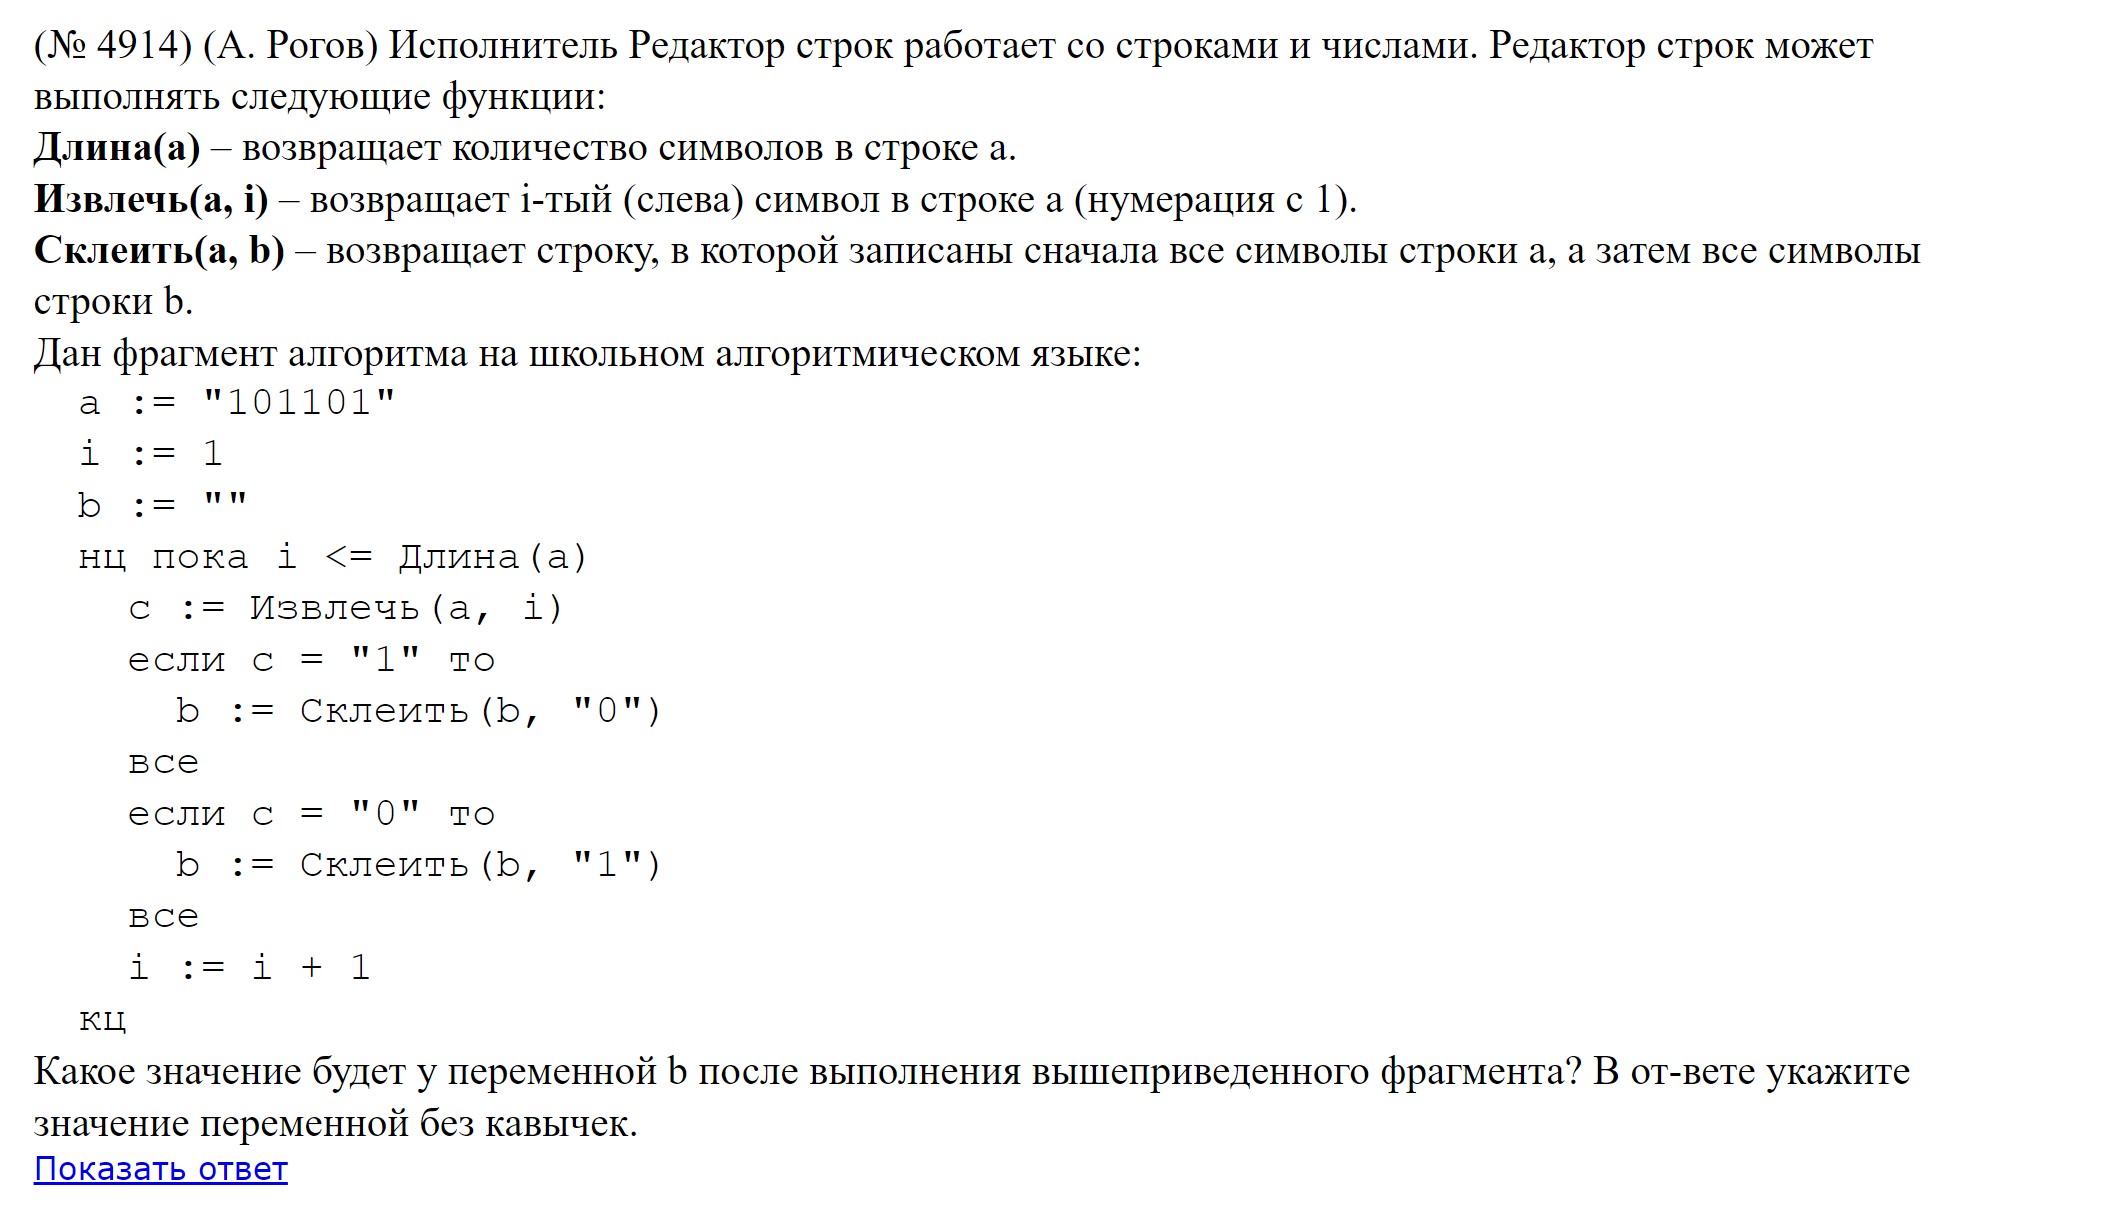 (№ 4914) (А. Рогов) Исполнитель Редактор строк работает со строками и числами. Редактор строк может
выполнять следующие функции:
Длина(a) – возвращает количество символов в строке a.
Извлечь(a, i) – возвращает i-тый (слева) символ в строке a (нумерация с 1).
Склеить(a, b) – возвращает строку, в которой записаны сначала все символы строки a, а затем все символы
строки b.
Дан фрагмент алгоритма на школьном алгоритмическом языке:
a := "101101"
i := 1
b := ""
нц пока i <= Длина(a)
c := Извлечь(a, i)
если c = "1" то
b := Склеить(b, "0")
все
если c = "0" то
b := Склеить(b, "1")
все
i := i + 1
кц
Какое значение будет у переменной b после выполнения вышеприведенного фрагмента? В от-вете укажите
значение переменной без кавычек.
Показать ответ